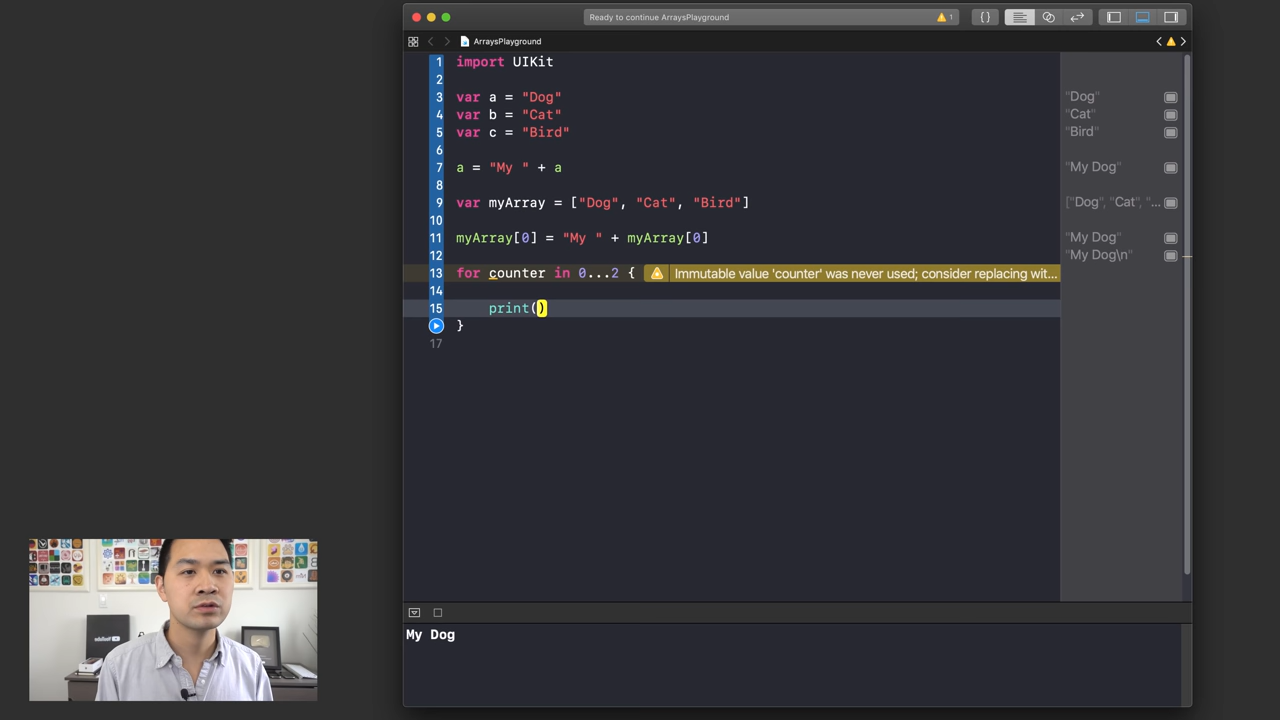 Ready to continue ArraysPlayground
1
{}
ArraysPlayground
1 import UIKit
2
3 var a = "Dog"
"Dog"
4 var b = "Cat"
"Cat"
5 var c = "Bird"
"Bird"
6
7 a = "My " + a
"My Dog"
8
9 var myArray = ["Dog", "Cat", "Bird"]
["Dog", "Cat", "...
10
11 myArray[0] = "My " + myArray[0]
"My Dog"
12
"My Dog\n"
13 for counter in 0...2 {
Immutable value 'counter' was never used; consider replacing wit...
14
15 print()
}
17
My Dog